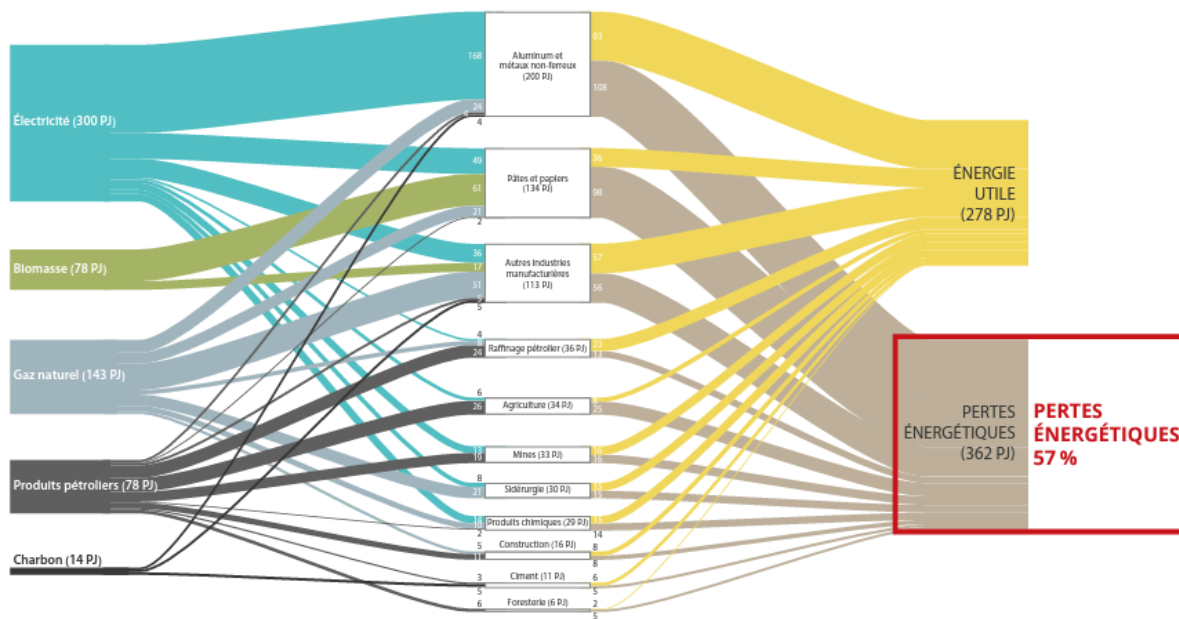 Électricité (300 PJ)
Biomasse (78 PJ)
Gaz naturel (143 PJ)
Produits pétroliers (78 PJ)
Charbon (14 PJ)
168
24
4
Aluminum et
métaux non-ferreux
(200 PJ)
93
108
49
61
21
2
Pâtes et papiers
(134 PJ)
36
98
36
17
51
5
Autres industries
manufacturières
(113 PJ)
57
56
4
24
Raffinage pétrolier (36 PJ)
23
13
6
26
Agriculture (34 PJ)
25
19
Mines (33 PJ)
16
8
21
Sidérurgie (30 PJ)
2
Produits chimiques (29 PJ)
14
5
11
Construction (16 PJ)
8
8
3
5
Ciment (11 PJ)
6
5
6
Foresterie (6 PJ)
2
5
ÉNERGIE
UTILE
(278 PJ)
PERTES
ÉNERGÉTIQUES
(362 PJ)
PERTES
ÉNERGÉTIQUES
57 %